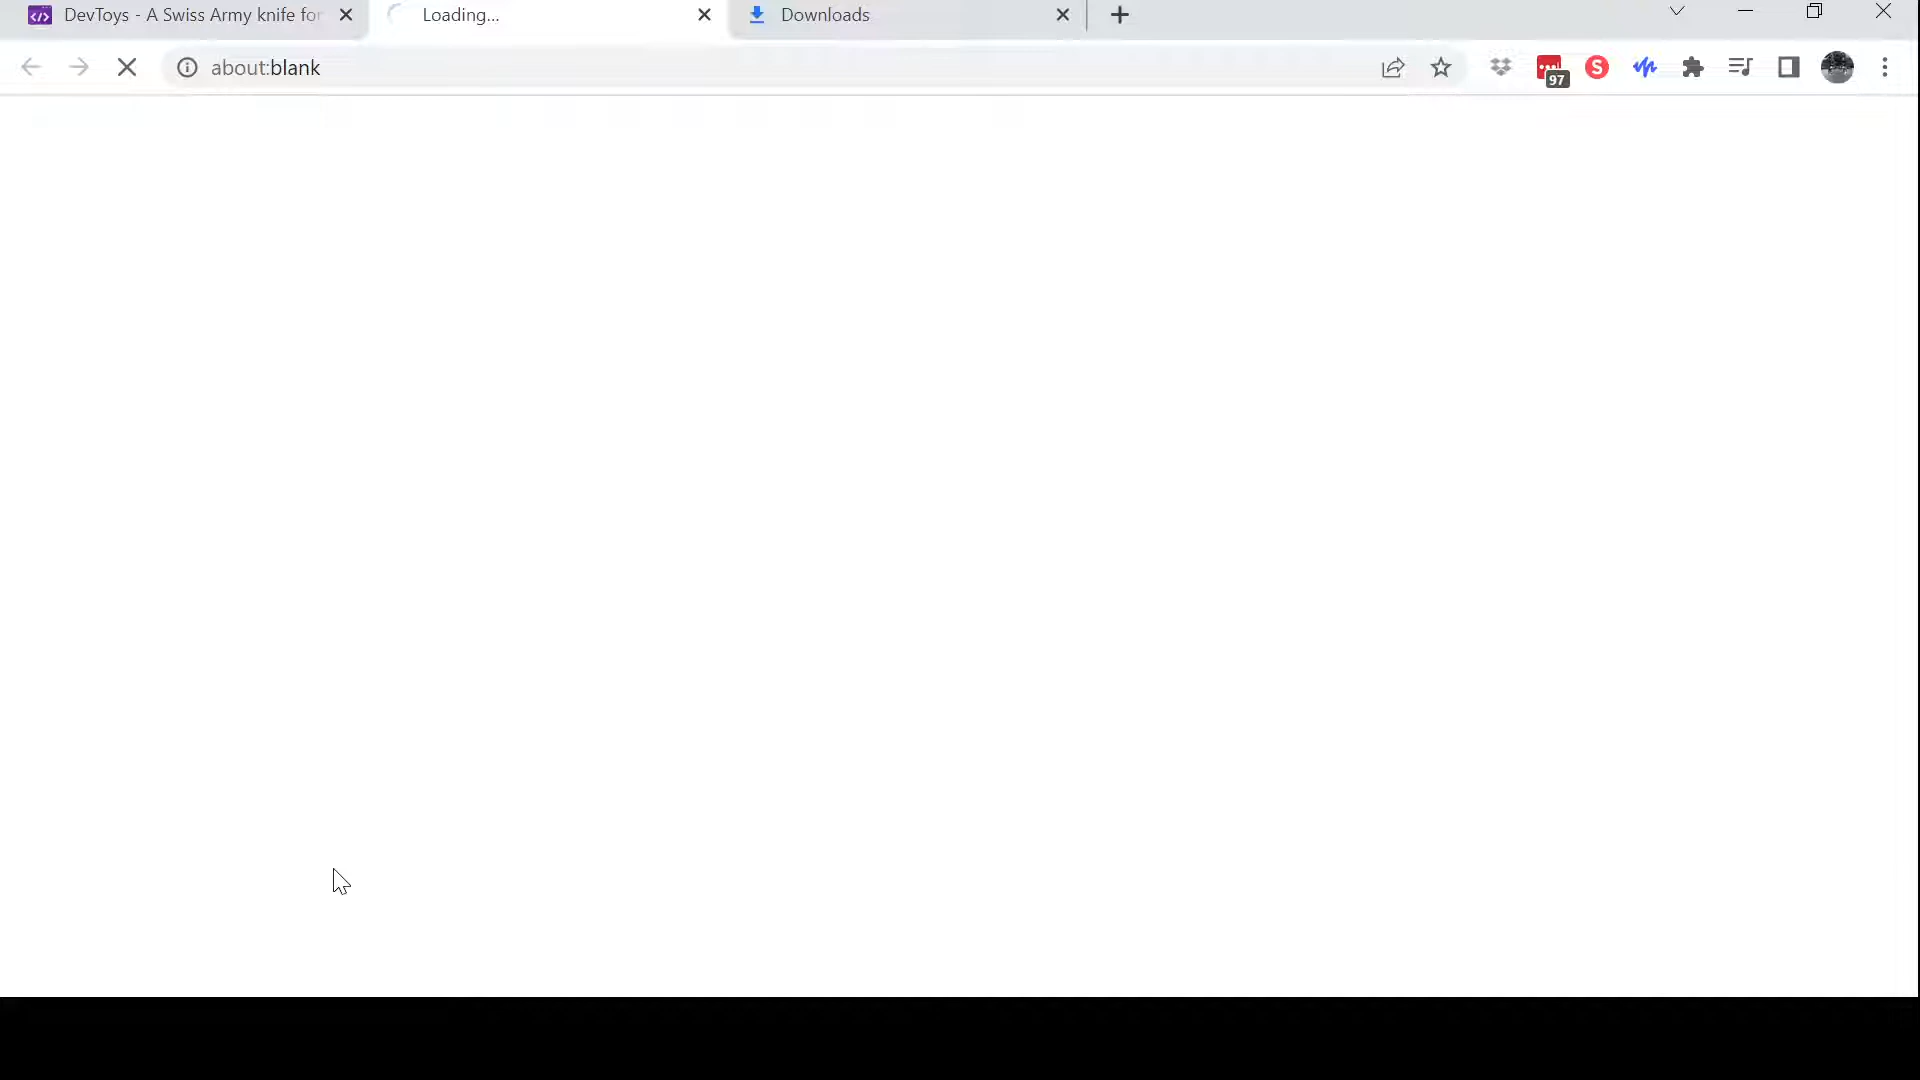 DevToys - A Swiss Army knife for
Loading...
Downloads
about:blank
97
S